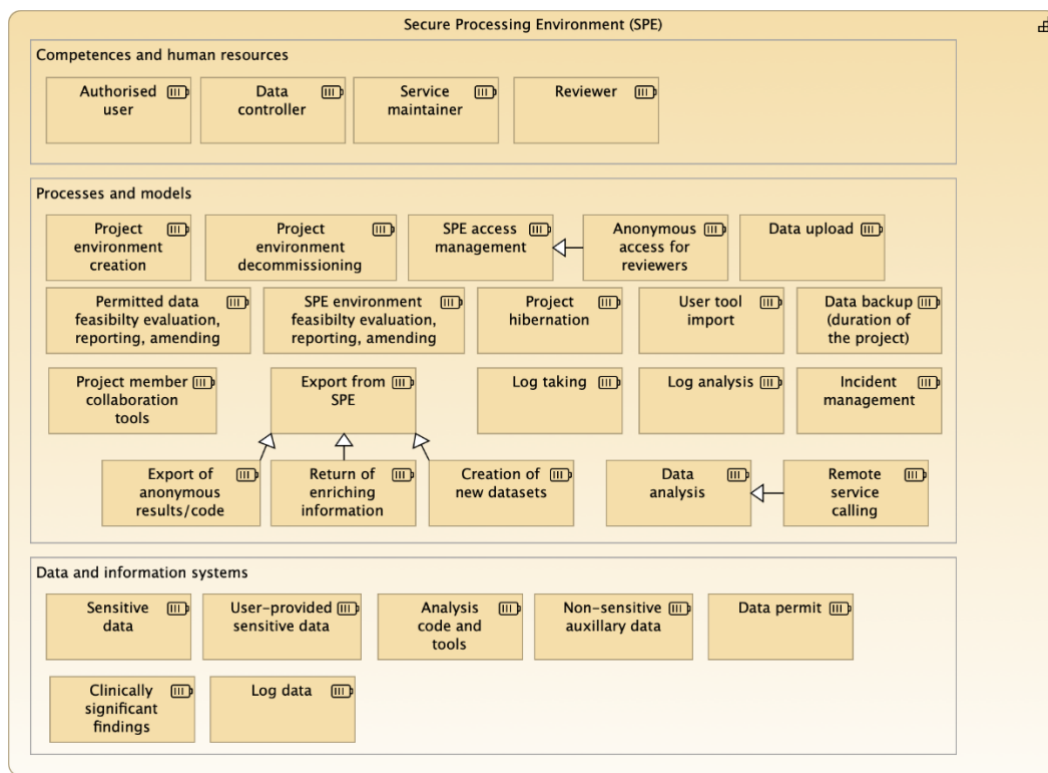 Secure Processing Environment (SPE)
Competences and human resources
Authorised
user
Data
controller
Service
maintainer
Reviewer
Processes and models
Project
environment
creation
Project
environment
decommissioning
SPE access
management
Anonymous
access for
reviewers
Data upload
Permitted data
feasibilty evaluation,
reporting, amending
SPE environment
feasibilty evaluation,
reporting, amending
Project
hibernation
User tool
import
Data backup
(duration of
the project)
Project member
collaboration
tools
Export from
SPE
Log taking
Log analysis
Incident
management
Export of
anonymous
results/code
Return of
enriching
information
Creation of
new datasets
Data
analysis
Remote
service
calling
Data and information systems
Sensitive
data
User-provided
sensitive data
Analysis
code and
tools
Non-sensitive
auxillary data
Data permit
Clinically
significant
findings
Log data